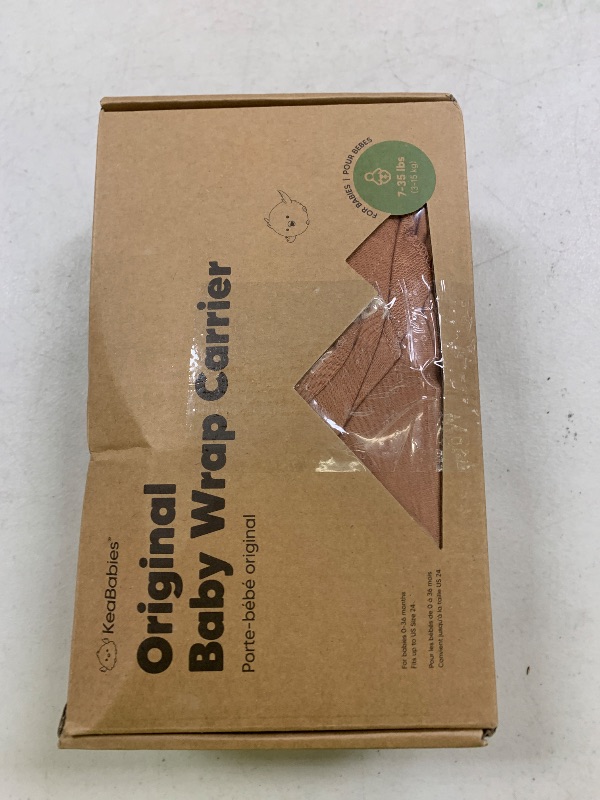 KeaBabies®
Original
Baby Wrap Carrier
Porte-bébé original
FOR BABIES | POUR BÉBÉS
7-35 lbs
(3-15 kg)
For babies 0-36 months
Fits up to US Size 24
Pour les bébés de 0 à 36 mois
Convient jusqu'à la taille US 24